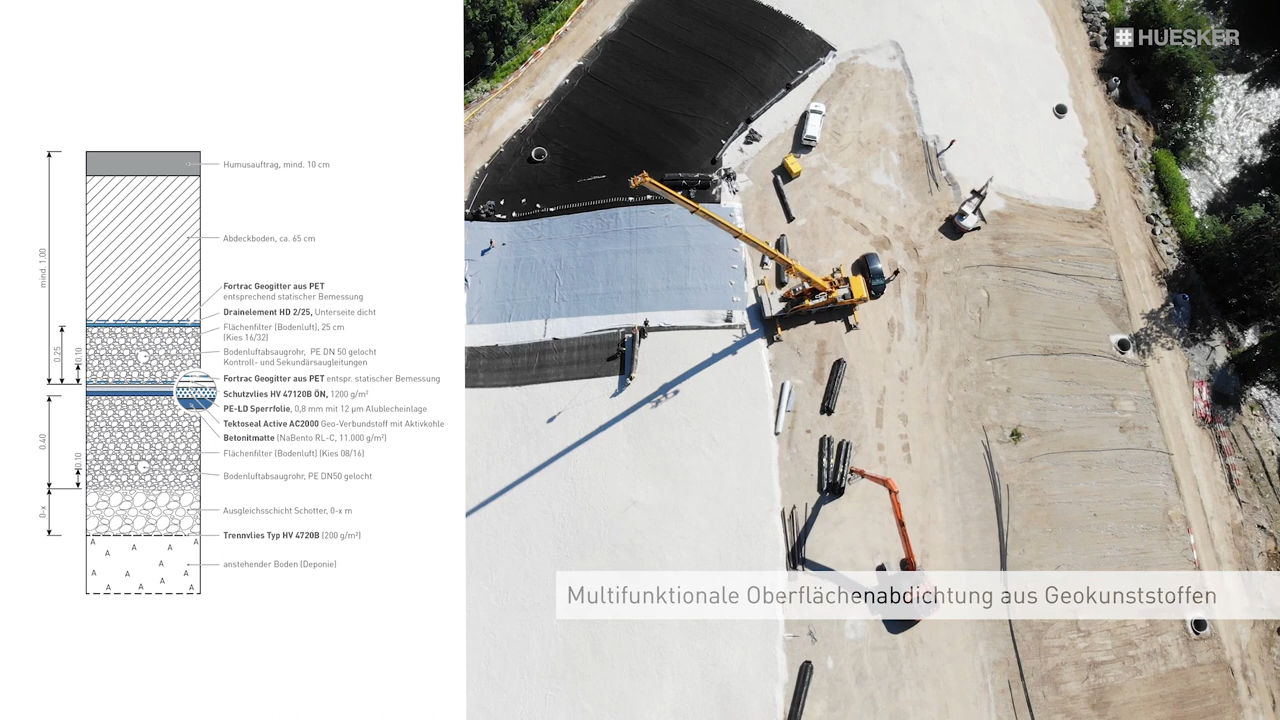 HUESKER
Humusauftrag, mind. 10 cm
Abdeckboden, ca. 65 cm
mind. 1.00
Fortrac Geogitter aus PET
entsprechend statischer Bemessung
Drainelement HD 2/25, Unterseite dicht
Flächenfilter (Bodenluft), 25 cm
(Kies 16/32)
0.25
0.10
Bodenluftabsaugrohr, PE DN 50 gelocht
Kontroll- und Sekundärsaugleitungen
Fortrac Geogitter aus PET entspr. statischer Bemessung
Schutzvlies HV 47120B ÖN, 1200 g/m²
PE-LD Sperrfolie, 0,8 mm mit 12 µm Alublecheinlage
Tektoseal Active AC2000 Geo-Verbundstoff mit Aktivkohle
Betonitmatte (NaBento RL-C, 11.000 g/m²)
Flächenfilter (Bodenluft) (Kies 08/16)
0.40
0.10
Bodenluftabsaugrohr, PE DN50 gelocht
0-x
Ausgleichsschicht Schotter, 0-x m
Trennvlies Typ HV 4720B (200 g/m²)
A A A A
A A A
A A A
A A
anstehender Boden (Deponie)
Multifunktionale Oberflächenabdichtung aus Geokunststoffen